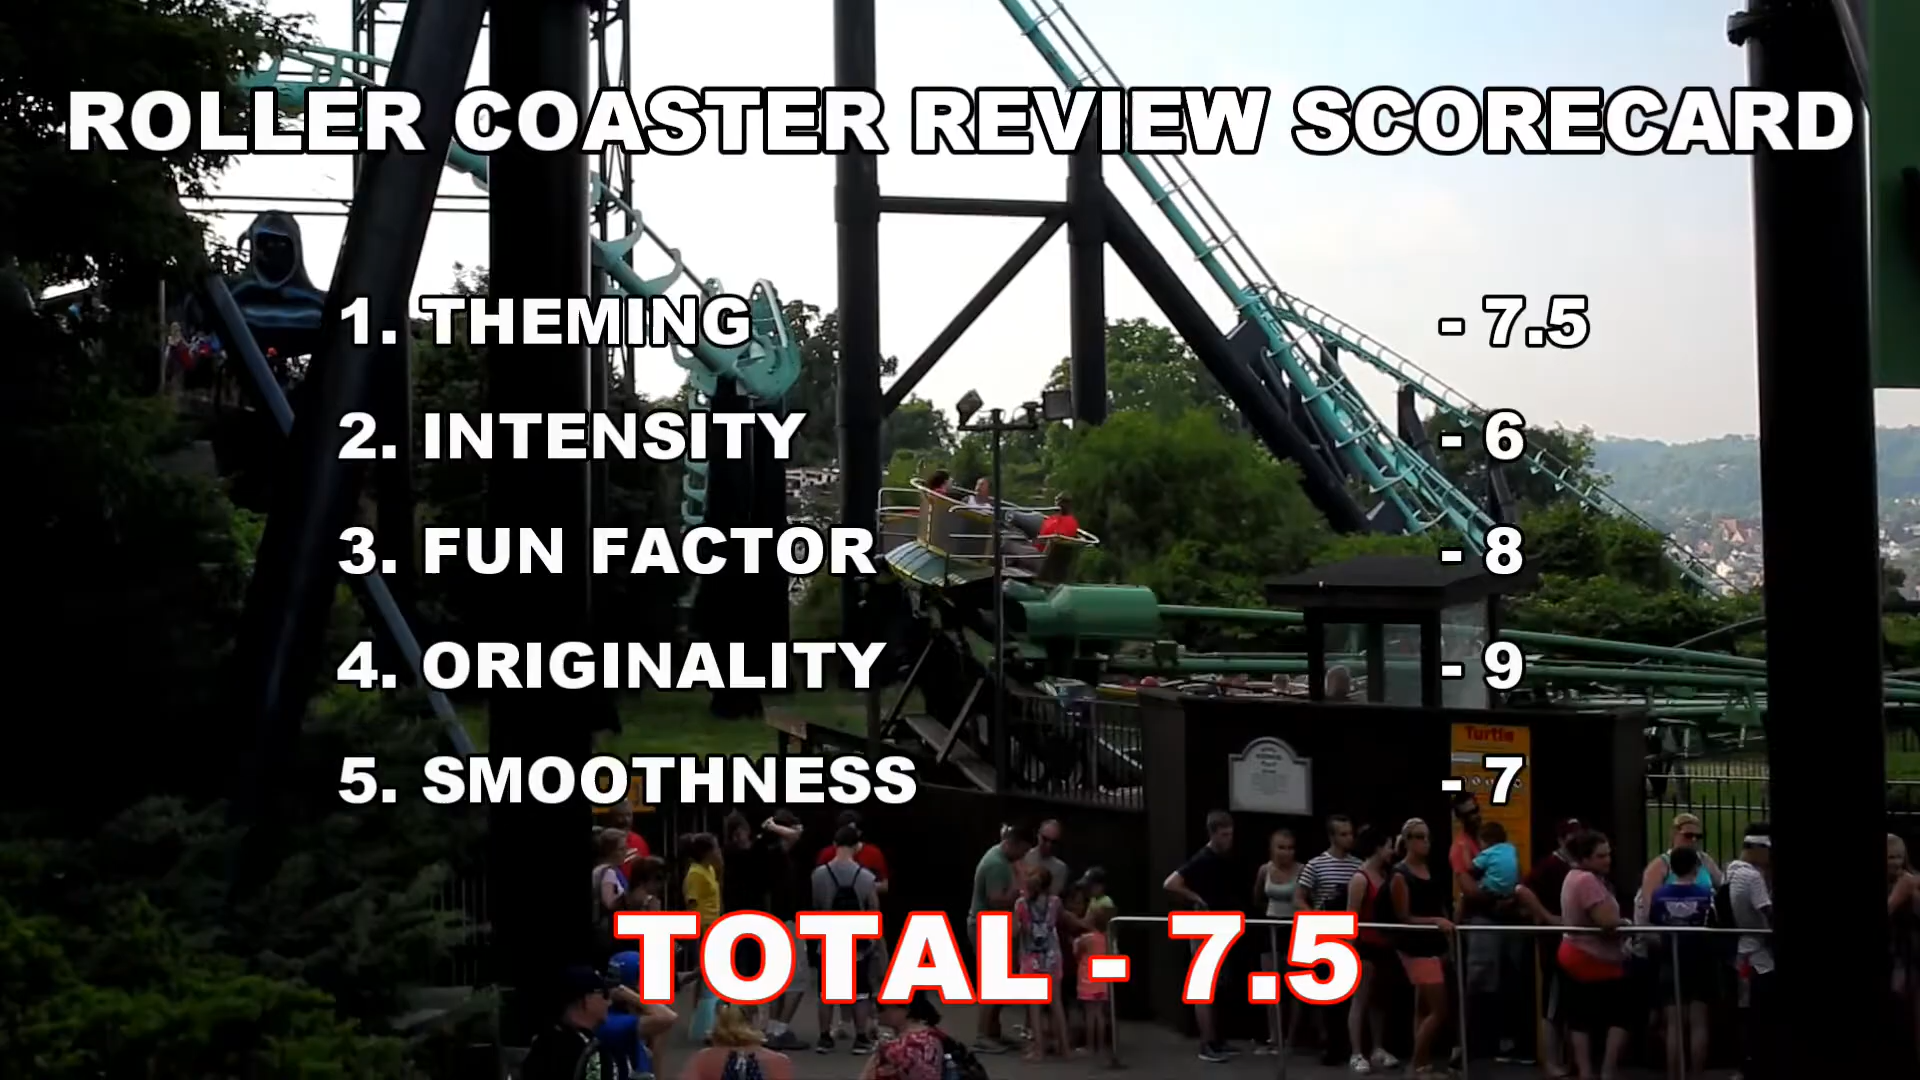 ROLLER COASTER REVIEW SCORECARD
1. THEMING - 7.5
2. INTENSITY - 6
3. FUN FACTOR - 8
4. ORIGINALITY - 9
5. SMOOTHNESS - 7
Turtle
TOTAL - 7.5